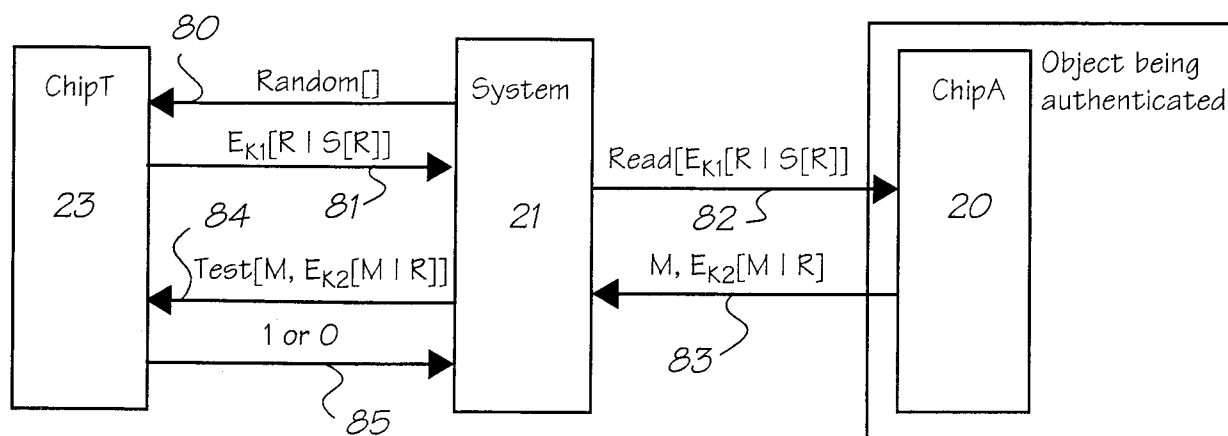 80
ChipT
Random[]
System
ChipA
Object being
authenticated
E_K1[R | S[R]]
Read[E_K1[R | S[R]]]
23
81
21
82
20
84
Test[M, E_K2[M | R]]
M, E_K2[M | R]
1 or 0
83
85